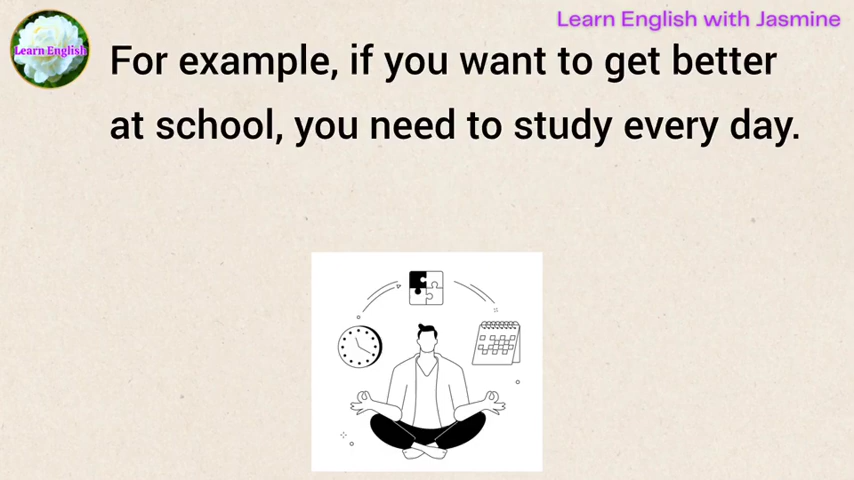 Learn English with Jasmine
Learn English
For example, if you want to get better
at school, you need to study every day.